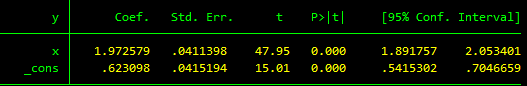 y Coef. Std. Err. t P>|t| [95% Conf. Interval]
x 1.972579 .0411398 47.95 0.000 1.891757 2.053401
_cons .623098 .0415194 15.01 0.000 .5415302 .7046659